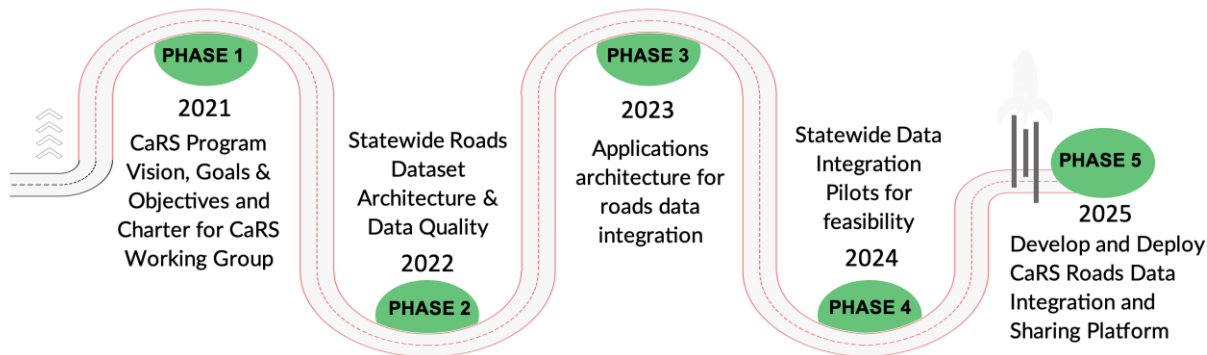 PHASE 1
2021
CaRS Program
Vision, Goals &
Objectives and
Charter for CaRS
Working Group
Statewide Roads
Dataset
Architecture &
Data Quality
2022
PHASE 2
PHASE 3
2023
Applications
architecture for
roads data
integration
Statewide Data
Integration
Pilots for
feasibility
2024
PHASE 4
PHASE 5
2025
Develop and Deploy
CaRS Roads Data
Integration and
Sharing Platform